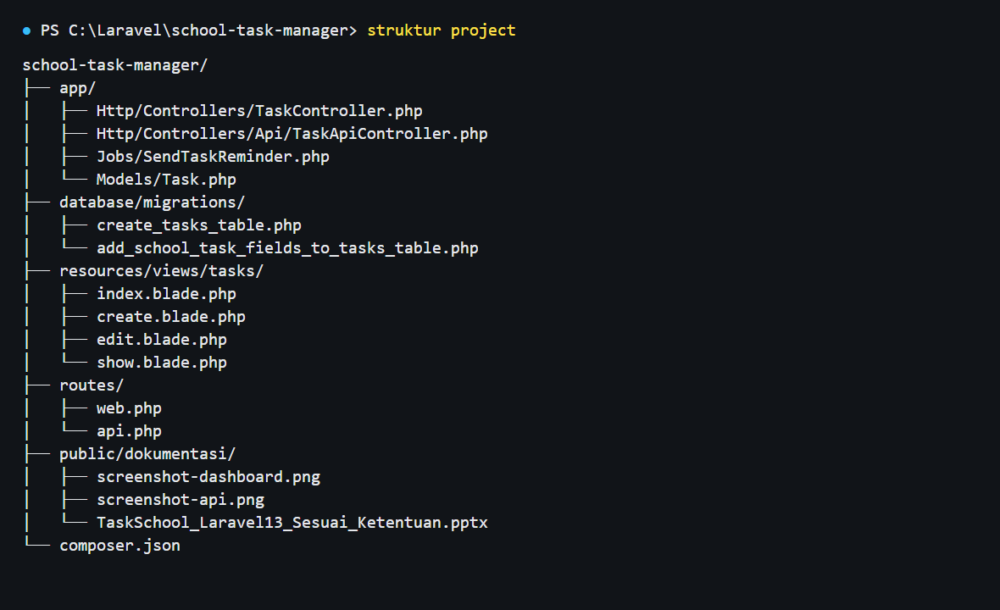 ● PS C:\Laravel\school-task-manager> struktur project
school-task-manager/
├── app/
│   ├── Http/Controllers/TaskController.php
│   ├── Http/Controllers/Api/TaskApiController.php
│   ├── Jobs/SendTaskReminder.php
│   └── Models/Task.php
├── database/migrations/
│   ├── create_tasks_table.php
│   └── add_school_task_fields_to_tasks_table.php
├── resources/views/tasks/
│   ├── index.blade.php
│   ├── create.blade.php
│   ├── edit.blade.php
│   └── show.blade.php
├── routes/
│   ├── web.php
│   └── api.php
├── public/dokumentasi/
│   ├── screenshot-dashboard.png
│   ├── screenshot-api.png
│   └── TaskSchool_Laravel13_Sesuai_Ketentuan.pptx
└── composer.json